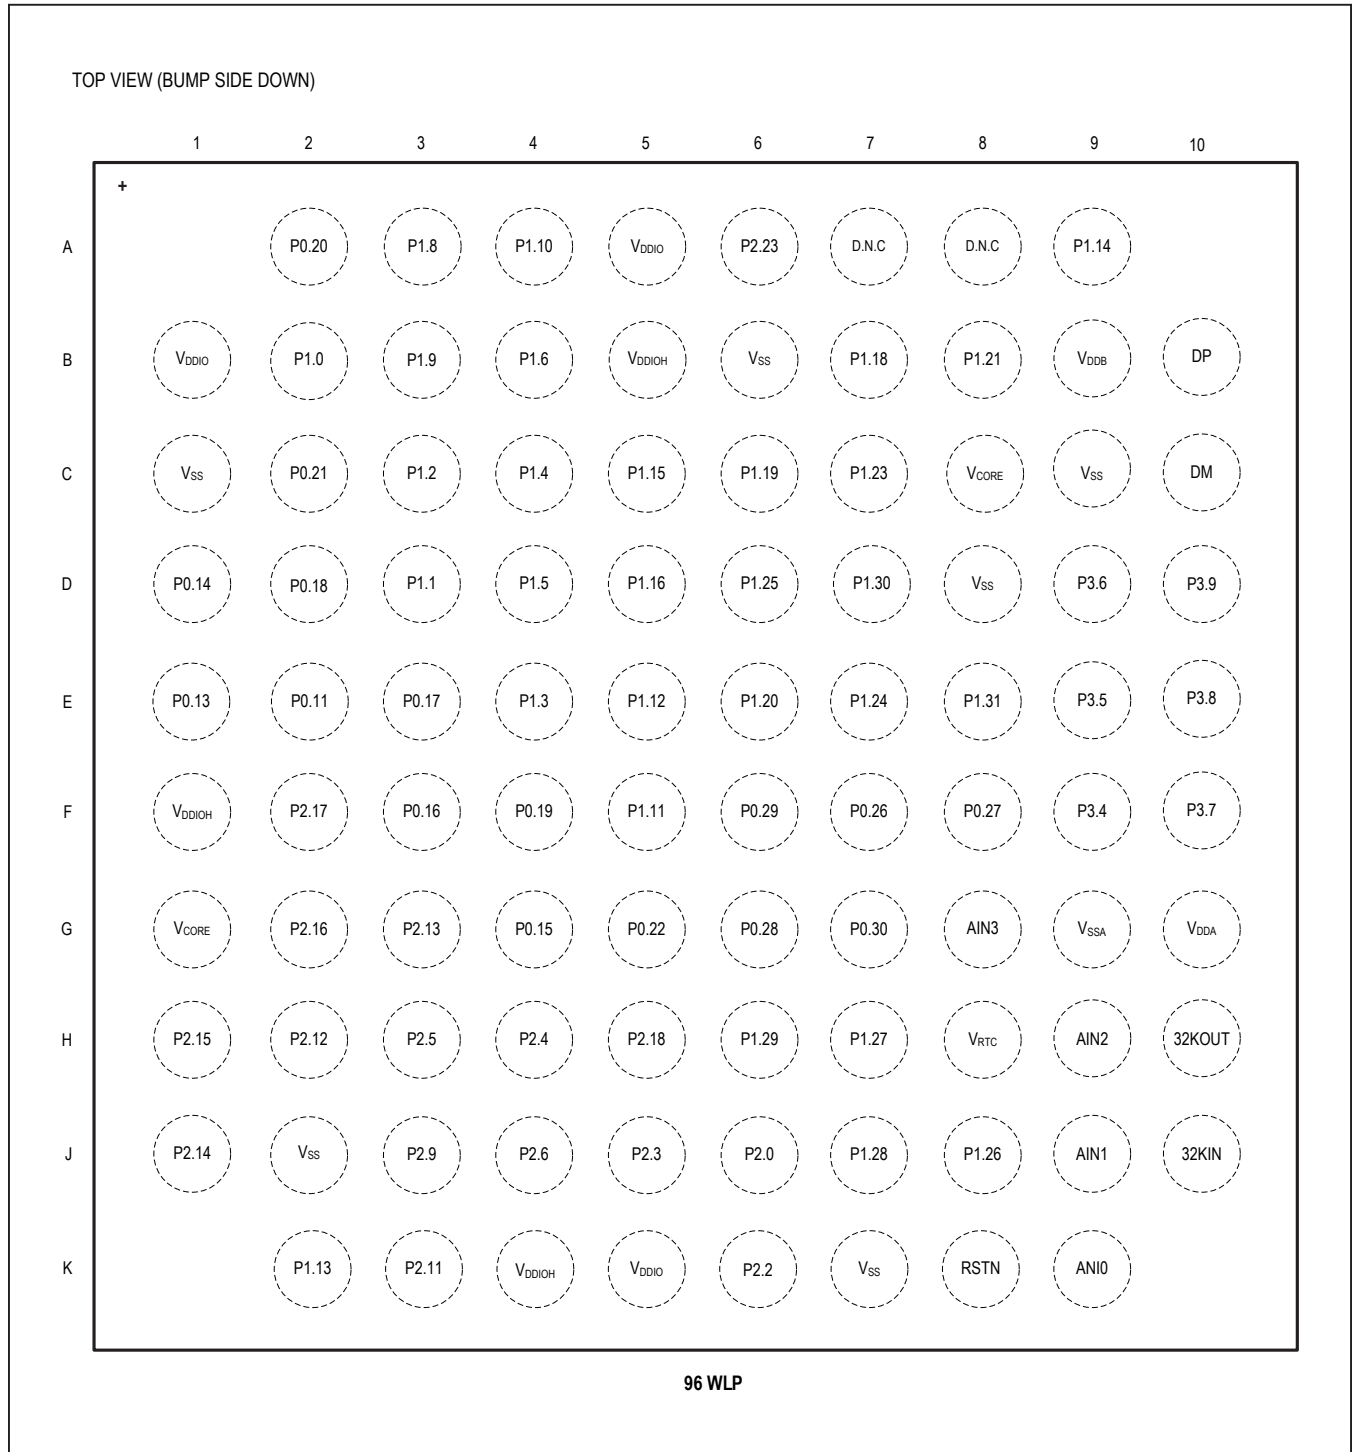 TOP VIEW (BUMP SIDE DOWN)
1 2 3 4 5 6 7 8 9 10
+
A P0.20 P1.8 P1.10 VDDIO P2.23 D.N.C D.N.C P1.14
B VDDIO P1.0 P1.9 P1.6 VDDIOH VSS P1.18 P1.21 VDDB DP
C VSS P0.21 P1.2 P1.4 P1.15 P1.19 P1.23 VCORE VSS DM
D P0.14 P0.18 P1.1 P1.5 P1.16 P1.25 P1.30 VSS P3.6 P3.9
E P0.13 P0.11 P0.17 P1.3 P1.12 P1.20 P1.24 P1.31 P3.5 P3.8
F VDDIOH P2.17 P0.16 P0.19 P1.11 P0.29 P0.26 P0.27 P3.4 P3.7
G VCORE P2.16 P2.13 P0.15 P0.22 P0.28 P0.30 AIN3 VSSA VDDA
H P2.15 P2.12 P2.5 P2.4 P2.18 P1.29 P1.27 VRTC AIN2 32KOUT
J P2.14 VSS P2.9 P2.6 P2.3 P2.0 P1.28 P1.26 AIN1 32KIN
K P1.13 P2.11 VDDIOH VDDIO P2.2 VSS RSTN ANI0
96 WLP